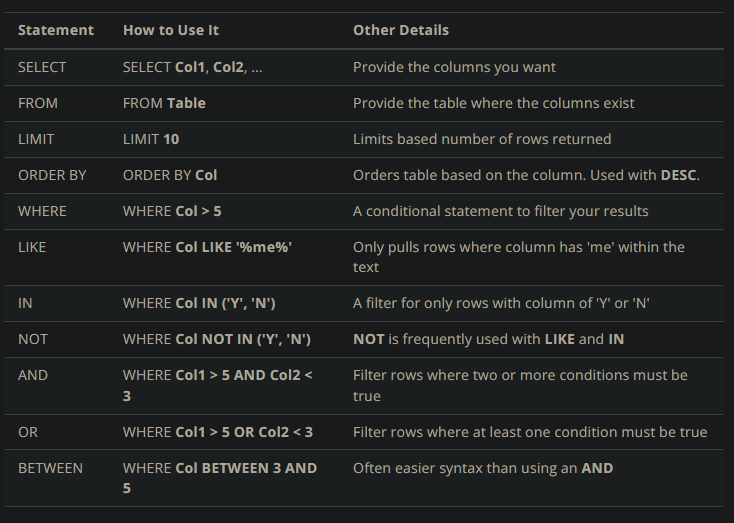 Statement How to Use It Other Details
SELECT SELECT Col1, Col2, ... Provide the columns you want
FROM FROM Table Provide the table where the columns exist
LIMIT LIMIT 10 Limits based number of rows returned
ORDER BY ORDER BY Col Orders table based on the column. Used with DESC.
WHERE WHERE Col > 5 A conditional statement to filter your results
LIKE WHERE Col LIKE '%me%' Only pulls rows where column has 'me' within the
text
IN WHERE Col IN ('Y', 'N') A filter for only rows with column of 'Y' or 'N'
NOT WHERE Col NOT IN ('Y', 'N') NOT is frequently used with LIKE and IN
AND WHERE Col1 > 5 AND Col2 < Filter rows where two or more conditions must be
3 true
OR WHERE Col1 > 5 OR Col2 < 3 Filter rows where at least one condition must be true
BETWEEN WHERE Col BETWEEN 3 AND Often easier syntax than using an AND
5